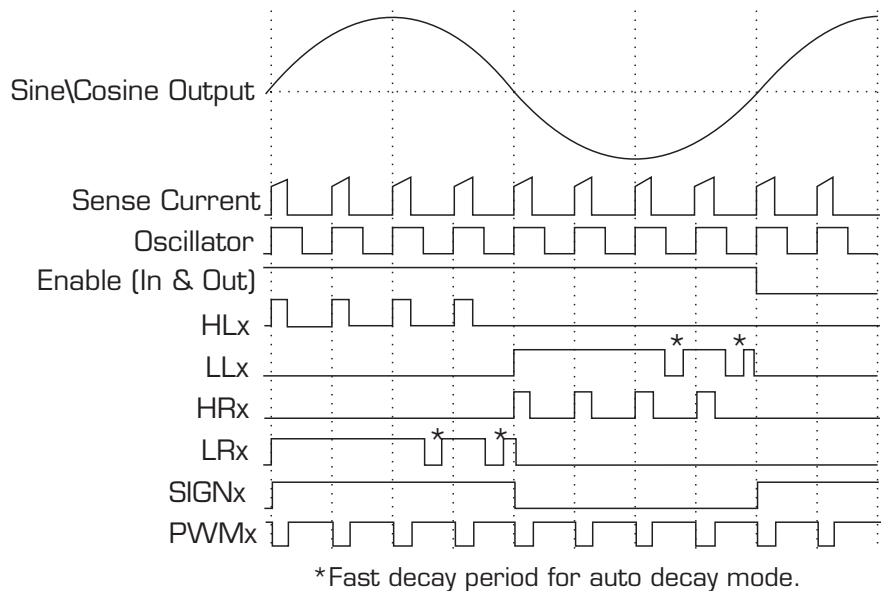 Sine\Cosine Output
Sense Current
Oscillator
Enable (In & Out)
HLx
*
*
LLx
HRx
*
*
LRx
SIGNx
PWMx
*Fast decay period for auto decay mode.